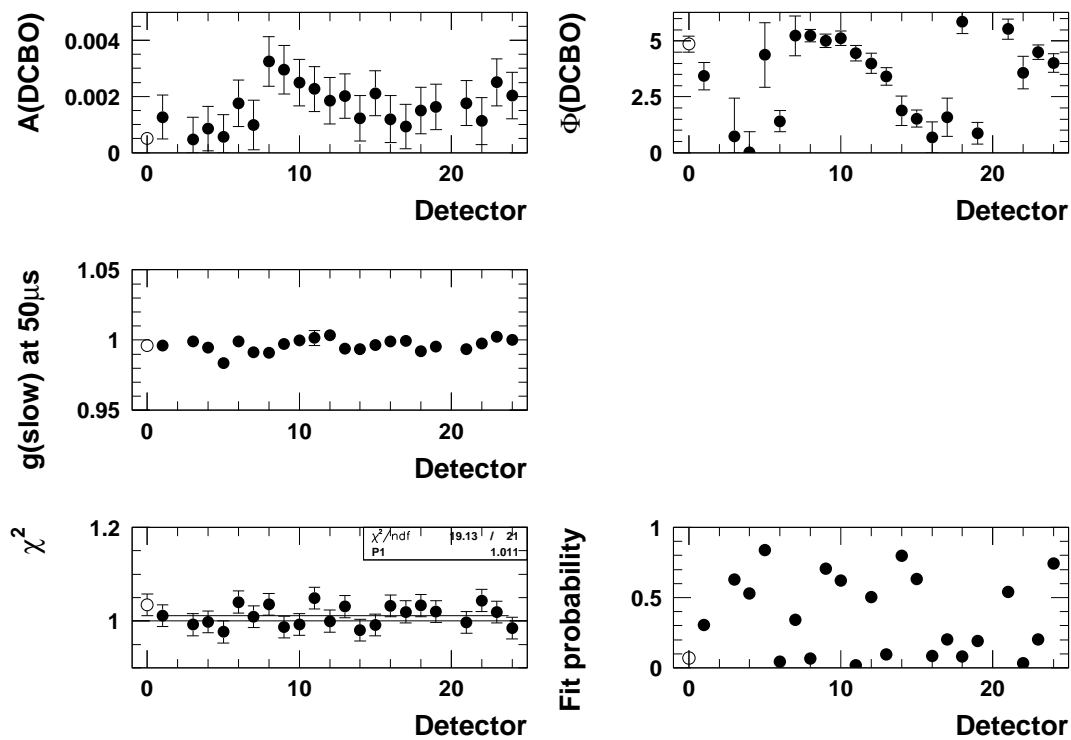 A(DCBO)
0.004
0.002
0
0 10 20
Detector
Φ(DCBO)
5
2.5
0
0 10 20
Detector
g(slow) at 50μs
1.05
1
0.95
0 10 20
Detector
χ²
1.2
1
χ²/ndf 19.13 / 21
P1 1.011
0 10 20
Detector
Fit probability
1
0.5
0
0 10 20
Detector